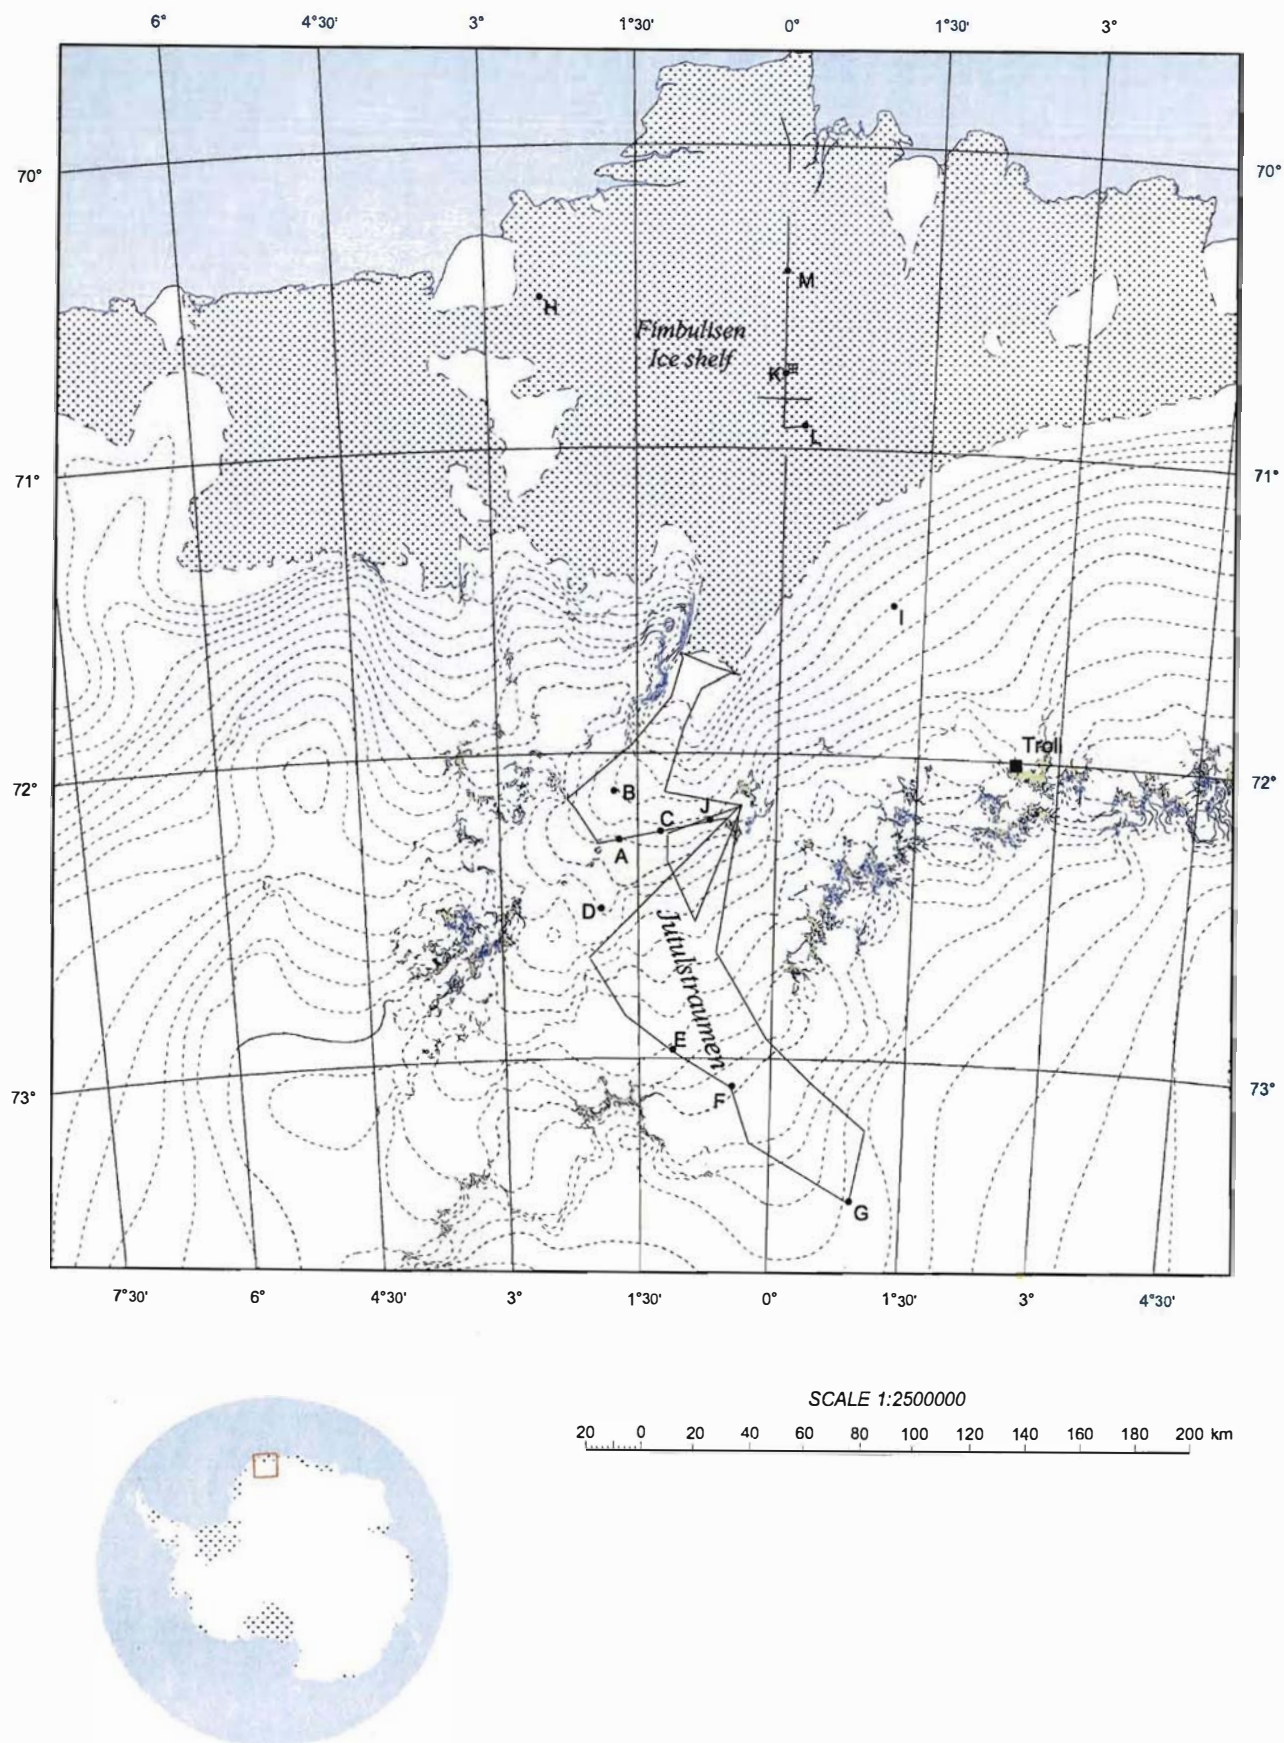 6° 4°30' 3° 1°30' 0° 1°30' 3°
70° 70°
M
H
Fimbulisen
Ice shelf
K
L
71° 71°
I
Troll
72° B 72°
C J
A
D
Jutulstraumen
E
73° F 73°
G
7°30' 6° 4°30' 3° 1°30' 0° 1°30' 3° 4°30'
SCALE 1:2500000
20 0 20 40 60 80 100 120 140 160 180 200 km